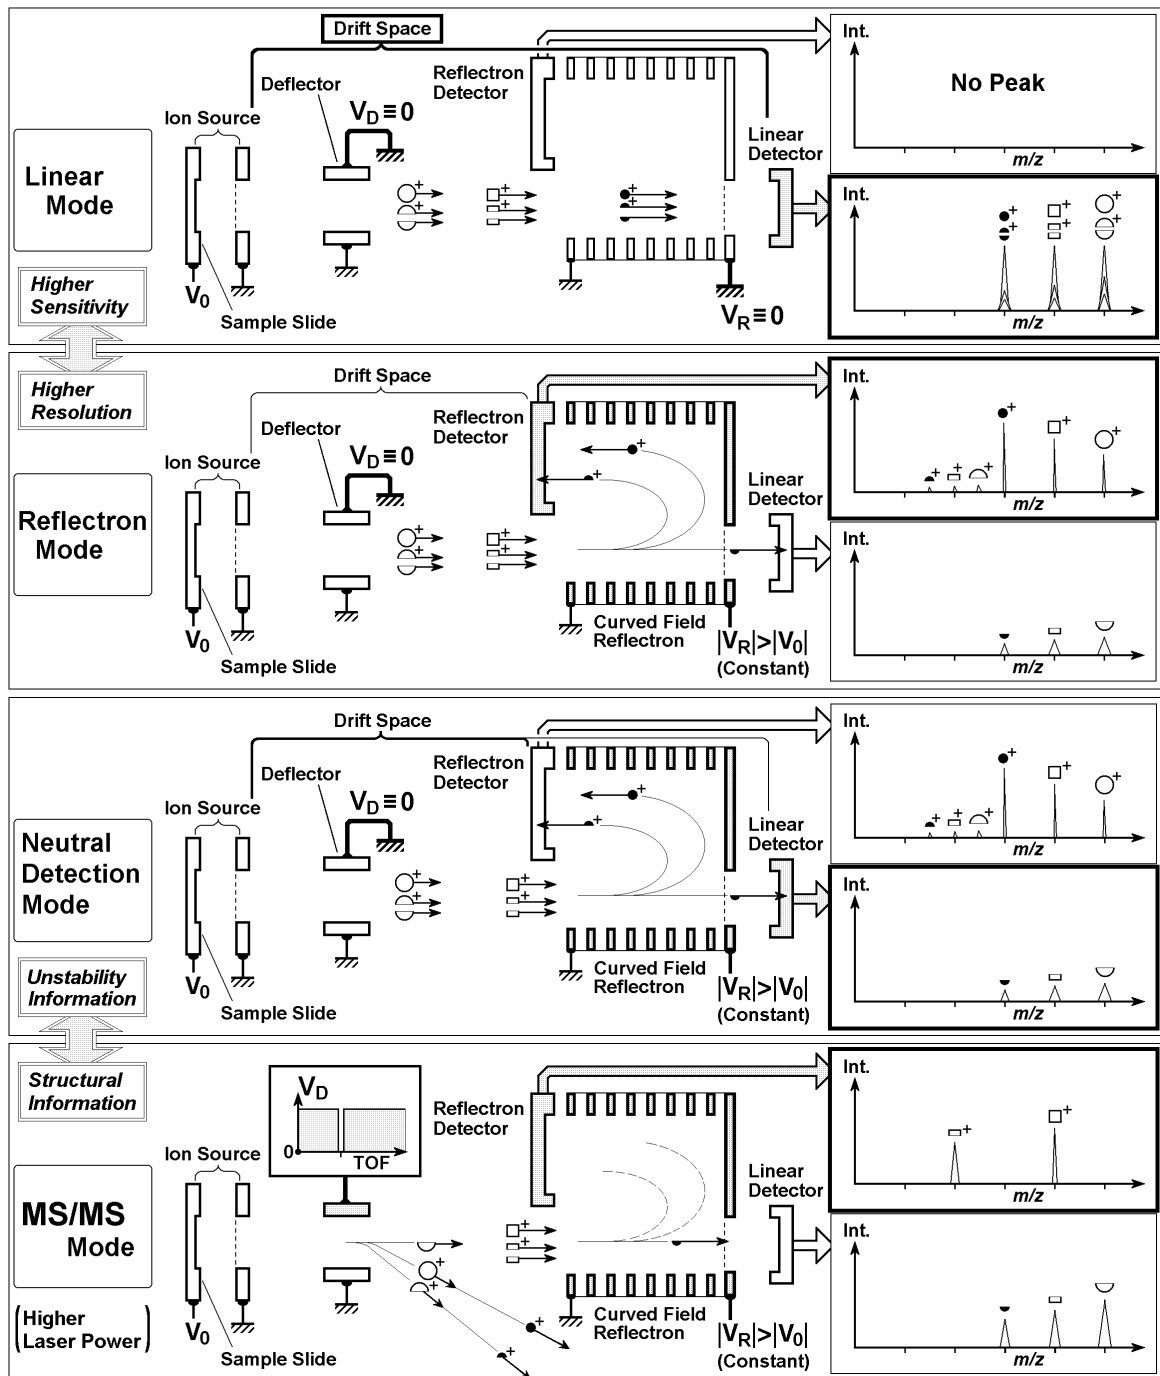 Drift Space
Deflector
Reflectron
Detector
Ion Source
V_D ≡ 0
Linear
Detector
Linear
Mode
V_0
Sample Slide
V_R ≡ 0
Int.
No Peak
m/z
+ + +
+ + +
m/z
Higher
Sensitivity
Higher
Resolution
Drift Space
Deflector
Reflectron
Detector
Ion Source
V_D ≡ 0
Linear
Detector
Reflectron
Mode
V_0
Sample Slide
Curved Field
Reflectron
|V_R|>|V_0|
(Constant)
Int.
m/z
m/z
Drift Space
Deflector
Reflectron
Detector
Ion Source
V_D ≡ 0
Linear
Detector
Neutral
Detection
Mode
V_0
Sample Slide
Curved Field
Reflectron
|V_R|>|V_0|
(Constant)
Int.
m/z
m/z
Unstability
Information
Structural
Information
V_D
0
TOF
Reflectron
Detector
Ion Source
Linear
Detector
MS/MS
Mode
(Higher
Laser Power)
V_0
Sample Slide
Curved Field
Reflectron
|V_R|>|V_0|
(Constant)
Int.
m/z
m/z